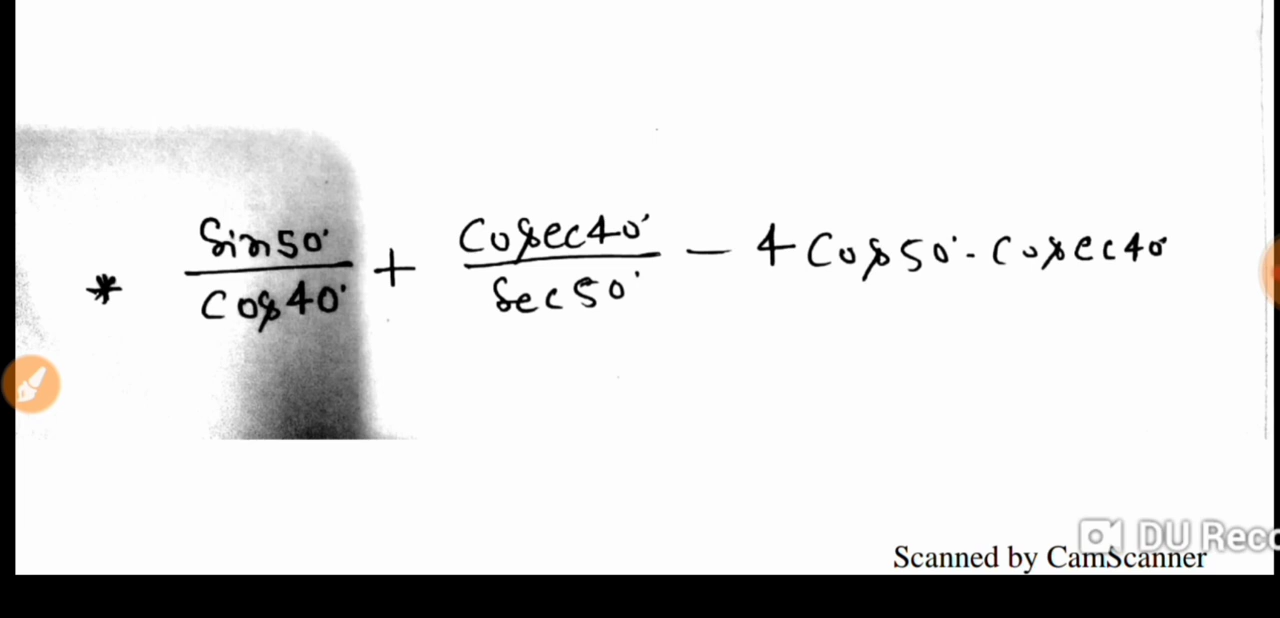 * Sin50°/Cos40° + Cosec40°/Sec50° - 4 Cos50°. Cosec40°
DU Rec
Scanned by CamScanner